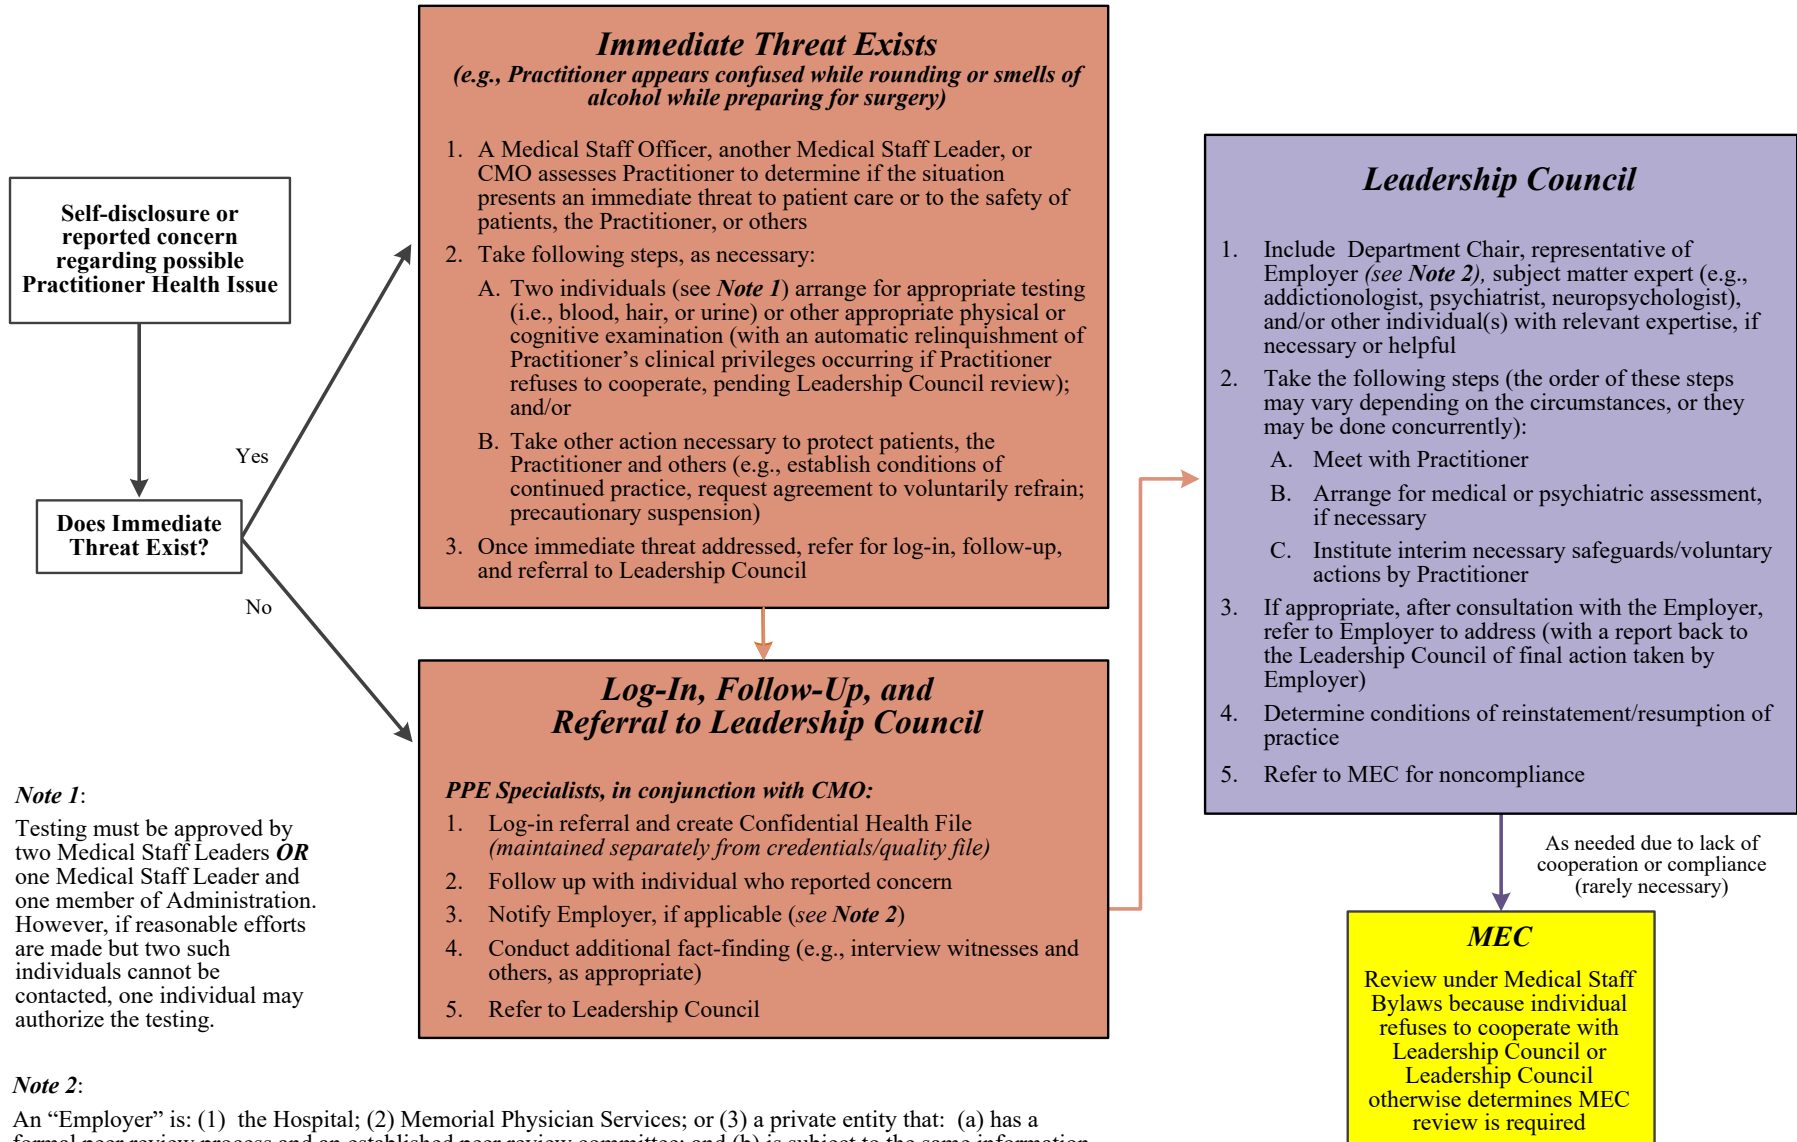 Self-disclosure or
reported concern
regarding possible
Practitioner Health Issue
Does Immediate
Threat Exist?
Yes
No
Immediate Threat Exists
(e.g., Practitioner appears confused while rounding or smells of
alcohol while preparing for surgery)
1. A Medical Staff Officer, another Medical Staff Leader, or
CMO assesses Practitioner to determine if the situation
presents an immediate threat to patient care or to the safety of
patients, the Practitioner, or others
2. Take following steps, as necessary:
A. Two individuals (see Note 1) arrange for appropriate testing
(i.e., blood, hair, or urine) or other appropriate physical or
cognitive examination (with an automatic relinquishment of
Practitioner’s clinical privileges occurring if Practitioner
refuses to cooperate, pending Leadership Council review);
and/or
B. Take other action necessary to protect patients, the
Practitioner and others (e.g., establish conditions of
continued practice, request agreement to voluntarily refrain;
precautionary suspension)
3. Once immediate threat addressed, refer for log-in, follow-up,
and referral to Leadership Council
Log-In, Follow-Up, and
Referral to Leadership Council
PPE Specialists, in conjunction with CMO:
1. Log-in referral and create Confidential Health File
(maintained separately from credentials/quality file)
2. Follow up with individual who reported concern
3. Notify Employer, if applicable (see Note 2)
4. Conduct additional fact-finding (e.g., interview witnesses and
others, as appropriate)
5. Refer to Leadership Council
Leadership Council
1. Include Department Chair, representative of
Employer (see Note 2), subject matter expert (e.g.,
addictionologist, psychiatrist, neuropsychologist),
and/or other individual(s) with relevant expertise, if
necessary or helpful
2. Take the following steps (the order of these steps
may vary depending on the circumstances, or they
may be done concurrently):
A. Meet with Practitioner
B. Arrange for medical or psychiatric assessment,
if necessary
C. Institute interim necessary safeguards/voluntary
actions by Practitioner
3. If appropriate, after consultation with the Employer,
refer to Employer to address (with a report back to
the Leadership Council of final action taken by
Employer)
4. Determine conditions of reinstatement/resumption of
practice
5. Refer to MEC for noncompliance
As needed due to lack of
cooperation or compliance
(rarely necessary)
MEC
Review under Medical Staff
Bylaws because individual
refuses to cooperate with
Leadership Council or
Leadership Council
otherwise determines MEC
review is required
Note 1:
Testing must be approved by
two Medical Staff Leaders OR
one Medical Staff Leader and
one member of Administration.
However, if reasonable efforts
are made but two such
individuals cannot be
contacted, one individual may
authorize the testing.
Note 2:
An “Employer” is: (1) the Hospital; (2) Memorial Physician Services; or (3) a private entity that: (a) has a
formal peer review process and an established peer review committee; and (b) is subject to the same information